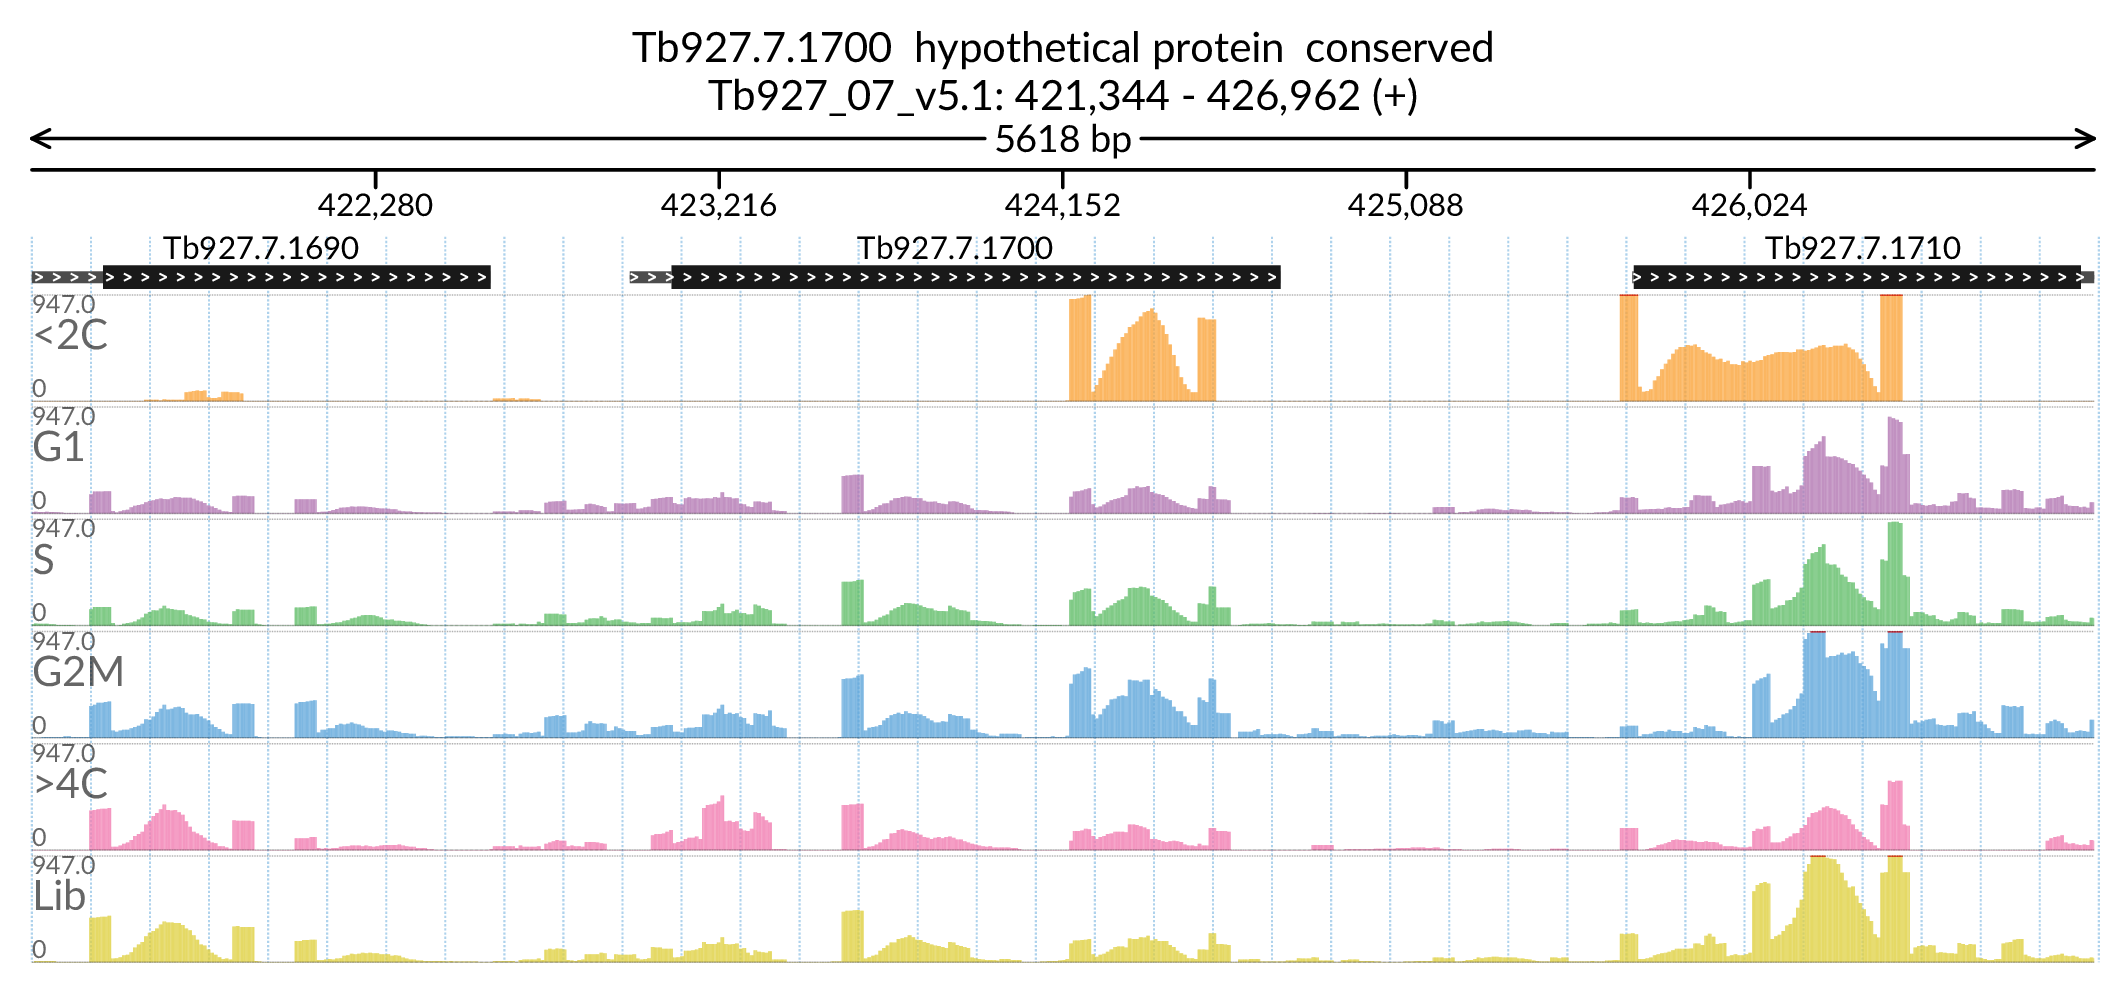 Tb927.7.1700 hypothetical protein conserved
Tb927_07_v5.1: 421,344 - 426,962 (+)
5618 bp
422,280 423,216 424,152 425,088 426,024
Tb927.7.1690 Tb927.7.1700 Tb927.7.1710
947.0
<2C
0
947.0
G1
0
947.0
S
0
947.0
G2M
0
947.0
>4C
0
947.0
Lib
0